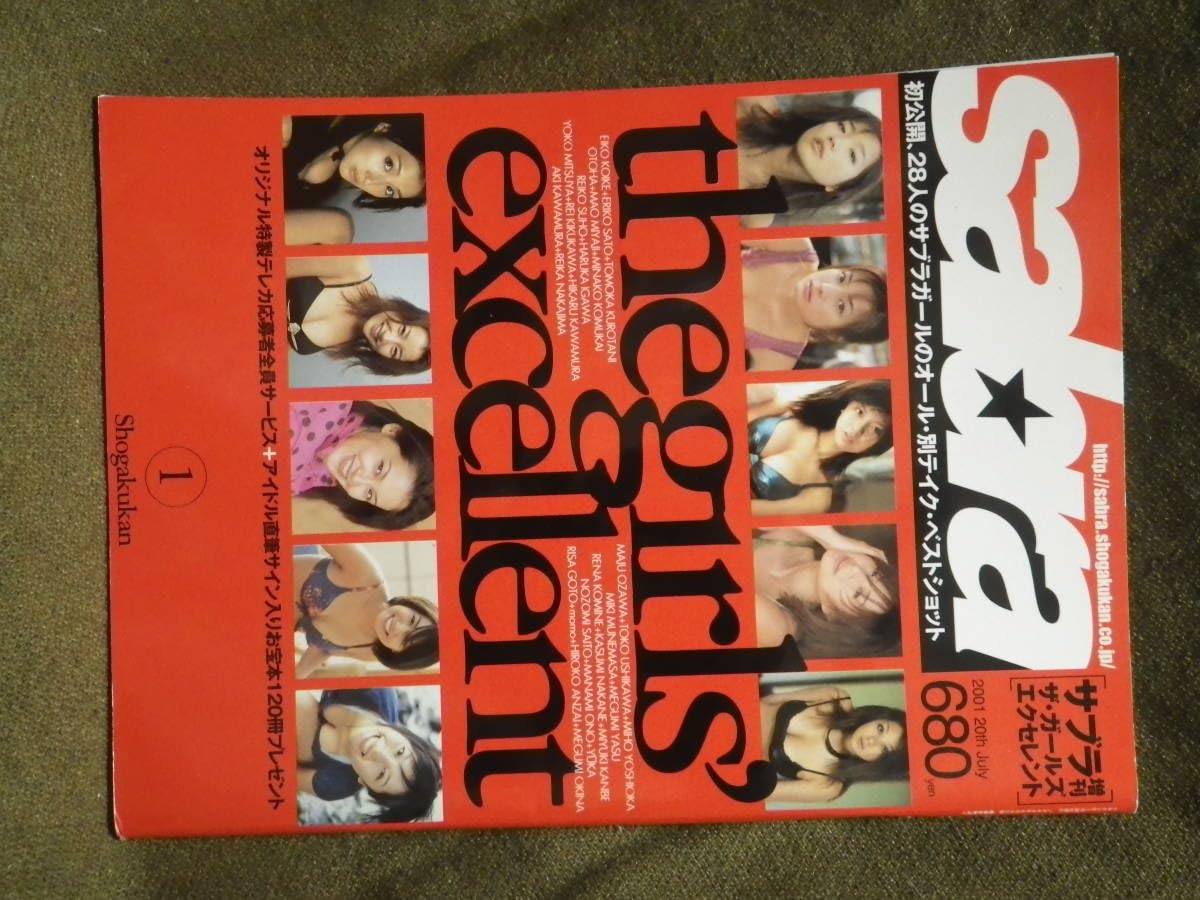 sabra
http://sabra.shogakukan.co.jp/
初公開、28人のサブラガールのオール・別テイク・ベストショット
[サブラ増刊
ザ・ガールズ
エクセレント]
2001 20th July
680yen
the girls'
excellent
EIKO KOIKE+ERIKO SATO+TOMOKA KUROTANI
OTOHA+MAO MIYAJI+MINAKO KOMUKAI
REIKO SUHO+HARUKA IGAWA
YOKO MITSUYA+REI KIKUKAWA+HIKARU KAWAMURA
AKI KAWAMURA+REIKA NAKAJIMA
MAJU OZAWA+TOKO USHIKAWA+MIHO YOSHIOKA
MIKI MUNEMASA+MEGUMI YASU
RENA KOMINE+KASUMI NAKANE+MIYUKI KANBE
NOZOMI SAITO+MANAMI ONO+YUKA
RISA GOTO+momo+HIROKO ANZAI+MEGUMI OKINA
オリジナル特製テレカ応募者全員サービス+アイドル直筆サイン入りお宝本120冊プレゼント
1
Shogakukan